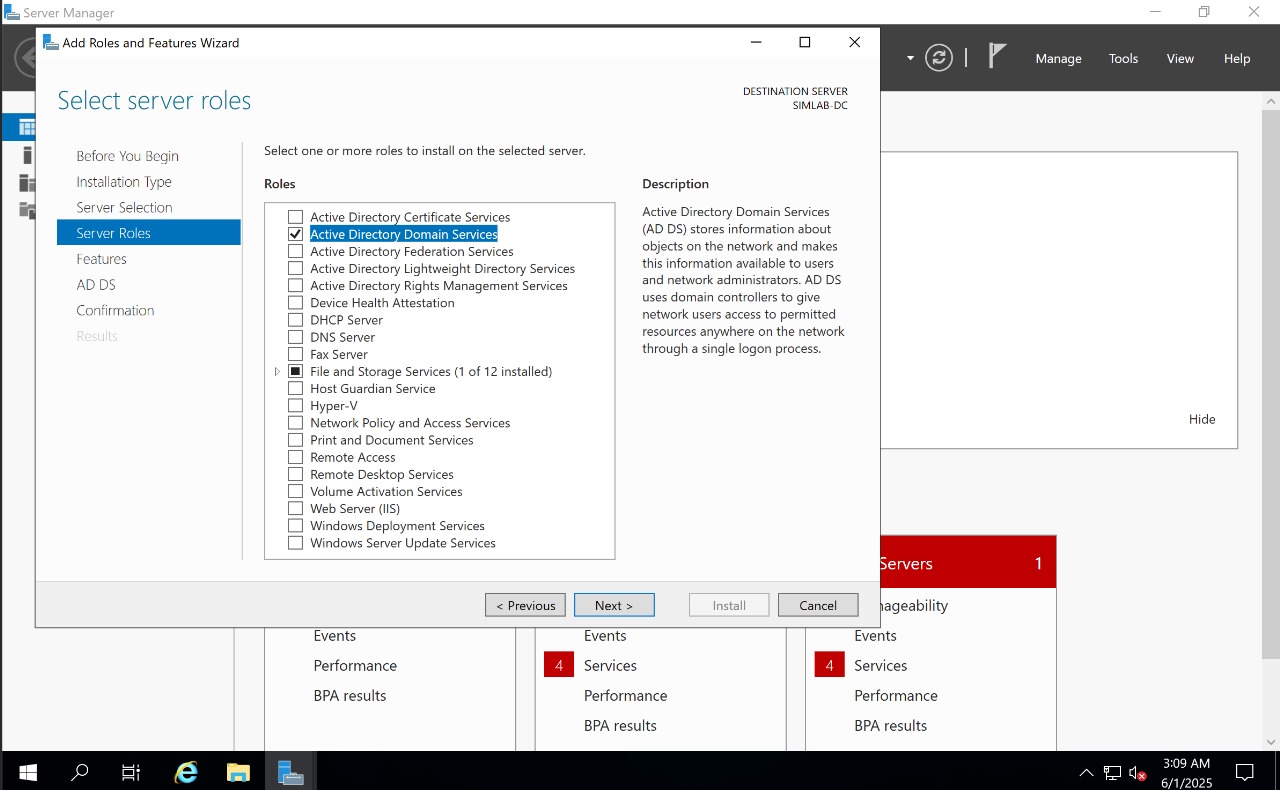 Server Manager
Add Roles and Features Wizard
Manage
Tools
View
Help
Select server roles
DESTINATION SERVER
SIMLAB-DC
Before You Begin
Installation Type
Server Selection
Server Roles
Features
AD DS
Confirmation
Results
Select one or more roles to install on the selected server.
Roles
Active Directory Certificate Services
Active Directory Domain Services
Active Directory Federation Services
Active Directory Lightweight Directory Services
Active Directory Rights Management Services
Device Health Attestation
DHCP Server
DNS Server
Fax Server
File and Storage Services (1 of 12 installed)
Host Guardian Service
Hyper-V
Network Policy and Access Services
Print and Document Services
Remote Access
Remote Desktop Services
Volume Activation Services
Web Server (IIS)
Windows Deployment Services
Windows Server Update Services
Description
Active Directory Domain Services
(AD DS) stores information about
objects on the network and makes
this information available to users
and network administrators. AD DS
uses domain controllers to give
network users access to permitted
resources anywhere on the network
through a single logon process.
Hide
< Previous
Next >
Install
Cancel
Servers 1
nageability
Events
Performance
BPA results
Events
4 Services
Performance
BPA results
Events
4 Services
Performance
BPA results
3:09 AM
6/1/2025